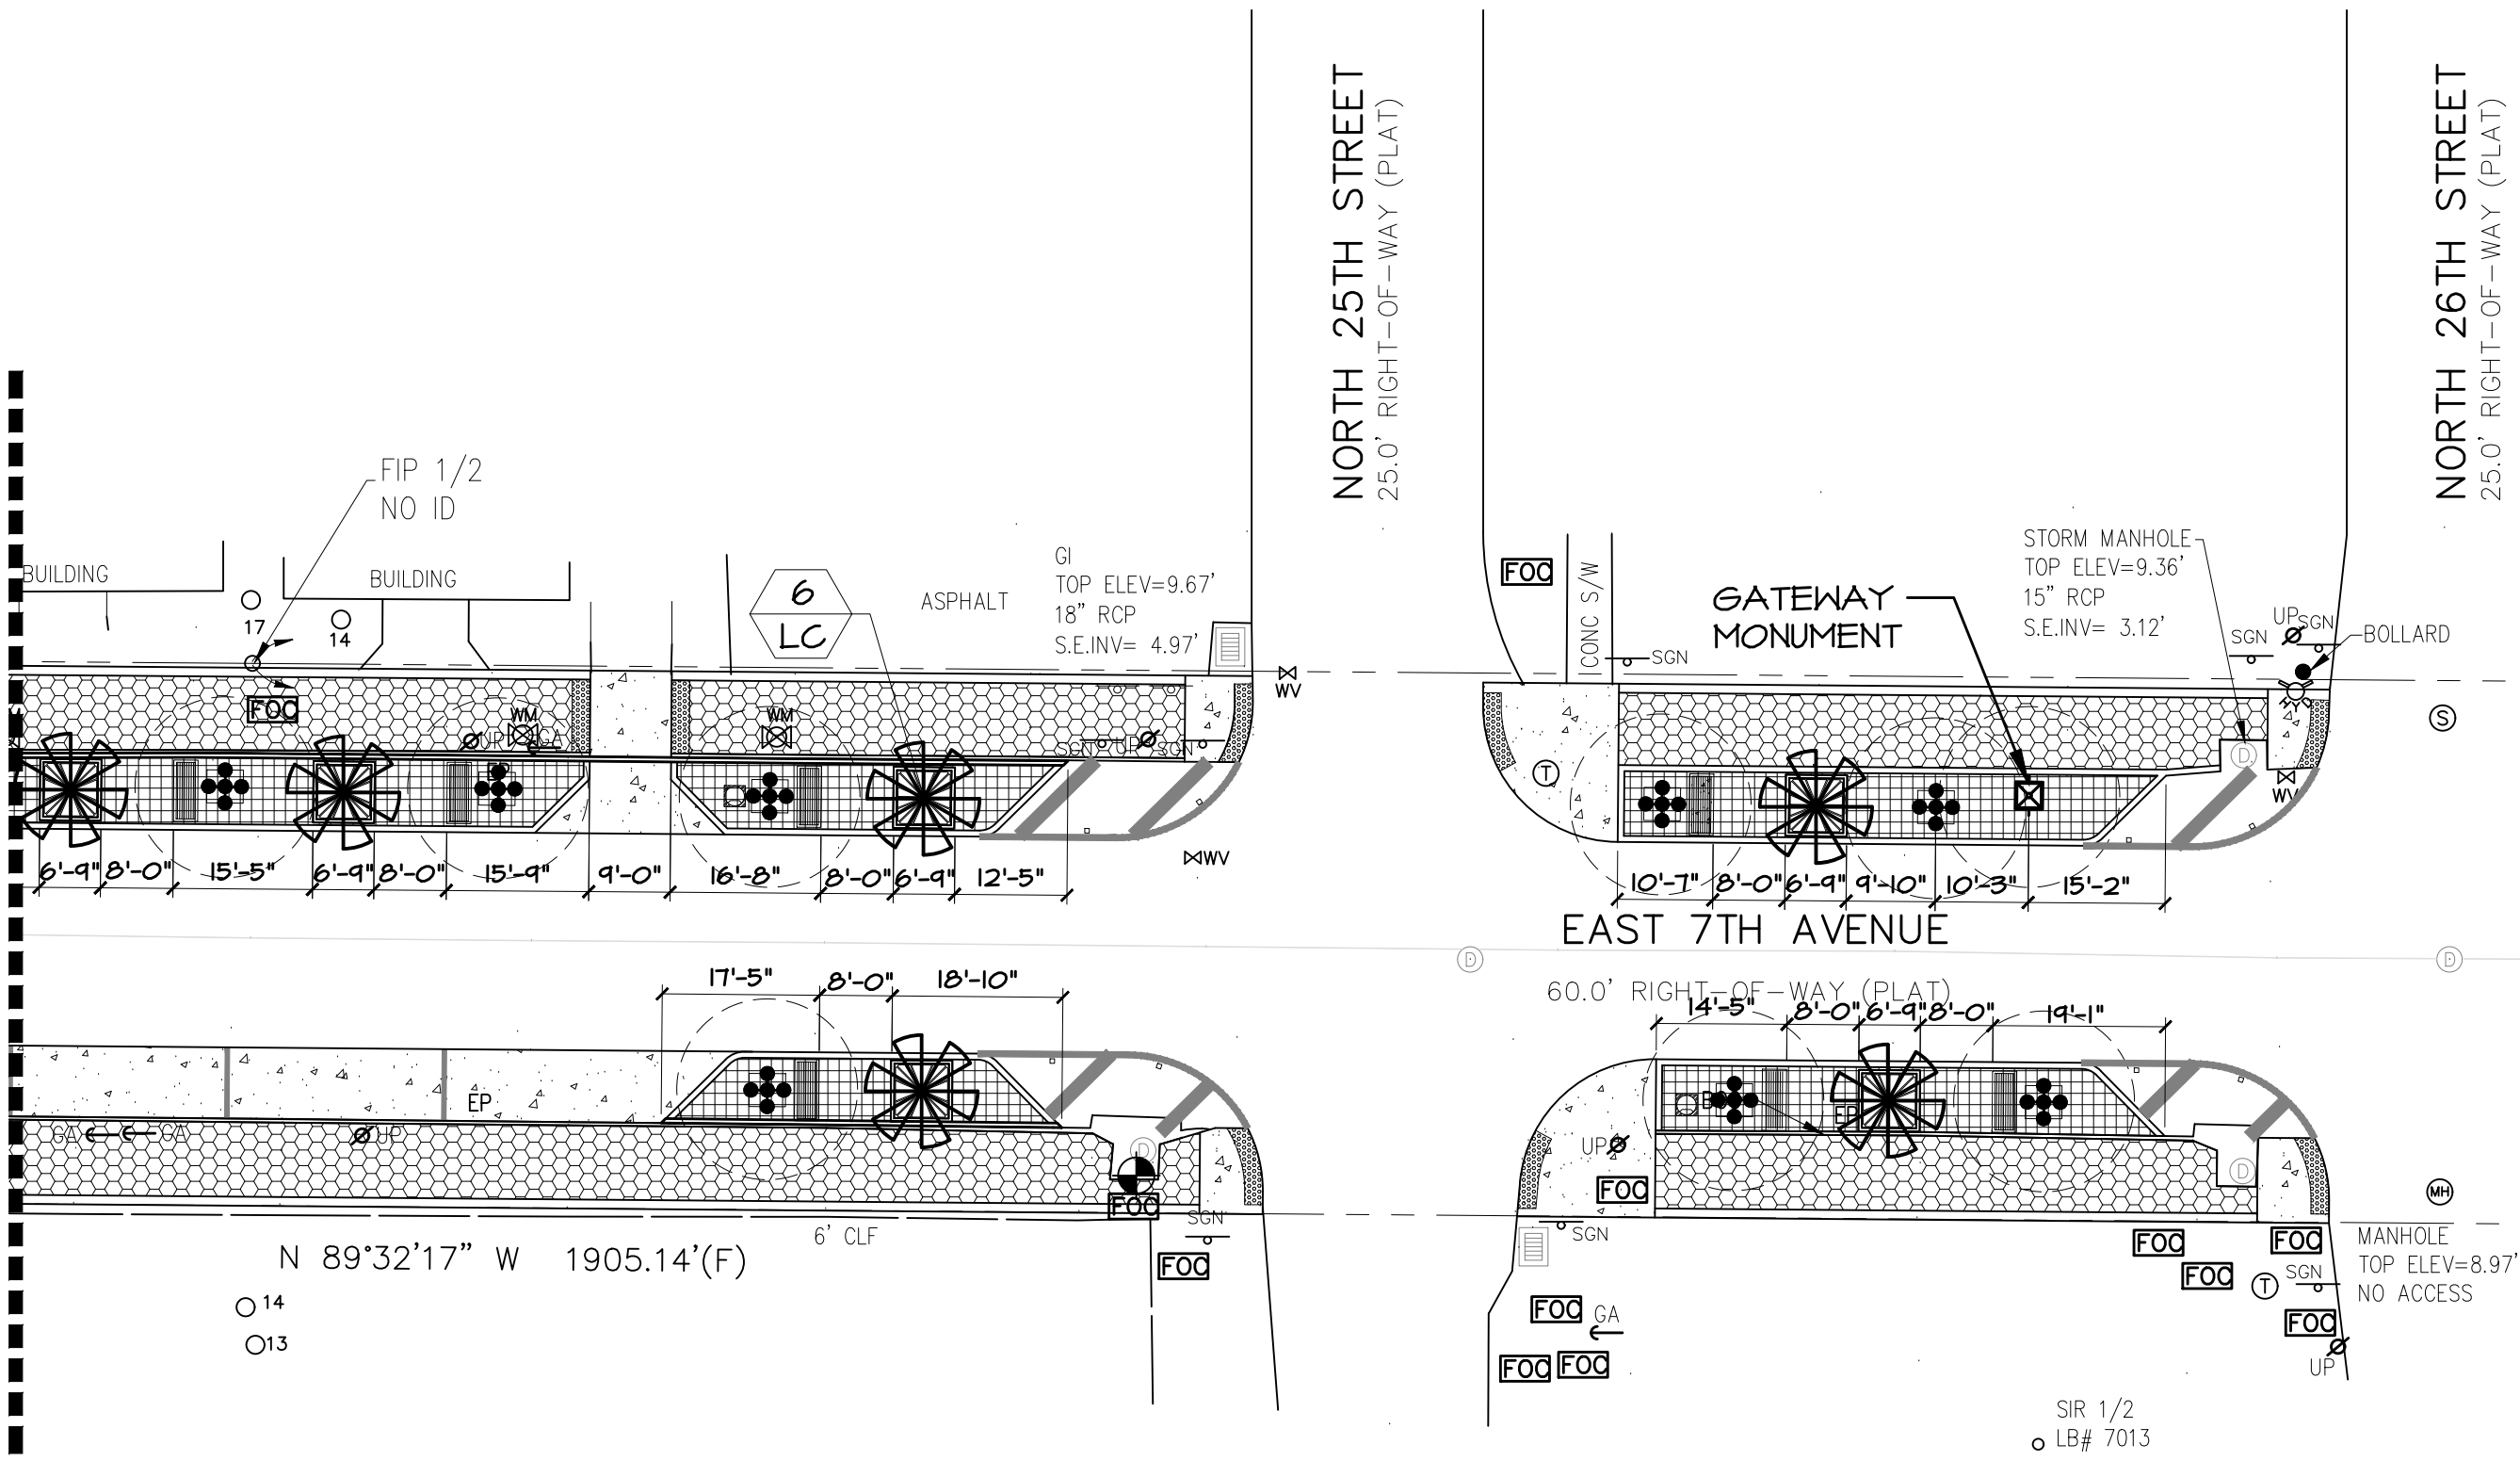 NORTH 25TH STREET
25.0' RIGHT-OF-WAY (PLAT)
NORTH 26TH STREET
25.0' RIGHT-OF-WAY (PLAT)
FIP 1/2
NO ID
BUILDING
BUILDING
17
14
6
LC
ASPHALT
GI
TOP ELEV=9.67'
18" RCP
S.E.INV= 4.97'
FOC
CONC S/W
SGN
GATEWAY
MONUMENT
STORM MANHOLE
TOP ELEV=9.36'
15" RCP
S.E.INV= 3.12'
SGN
UP
SGN
BOLLARD
HYD
WV
FOC
WM
UP
GA
EP
WM
SGN
UP
SGN
T
D
WV
S
WV
6'-9" 8'-0" 15'-5" 6'-9" 8'-0" 15'-9" 9'-0" 16'-8" 8'-0" 6'-9" 12'-5"
10'-7" 8'-0" 6'-9" 9'-10" 10'-3" 15'-2"
EAST 7TH AVENUE
D
D
60.0' RIGHT-OF-WAY (PLAT)
17'-5" 8'-0" 18'-10"
14'-5" 8'-0" 6'-9" 8'-0" 19'-1"
EP
GA
GA
UP
D
FOC
SGN
6' CLF
FOC
N 89°32'17" W 1905.14'(F)
14
13
EP
UP
FOC
SGN
D
MH
FOC
FOC
FOC
T
SGN
FOC
UP
MANHOLE
TOP ELEV=8.97'
NO ACCESS
FOC
GA
FOC
FOC
SIR 1/2
LB# 7013